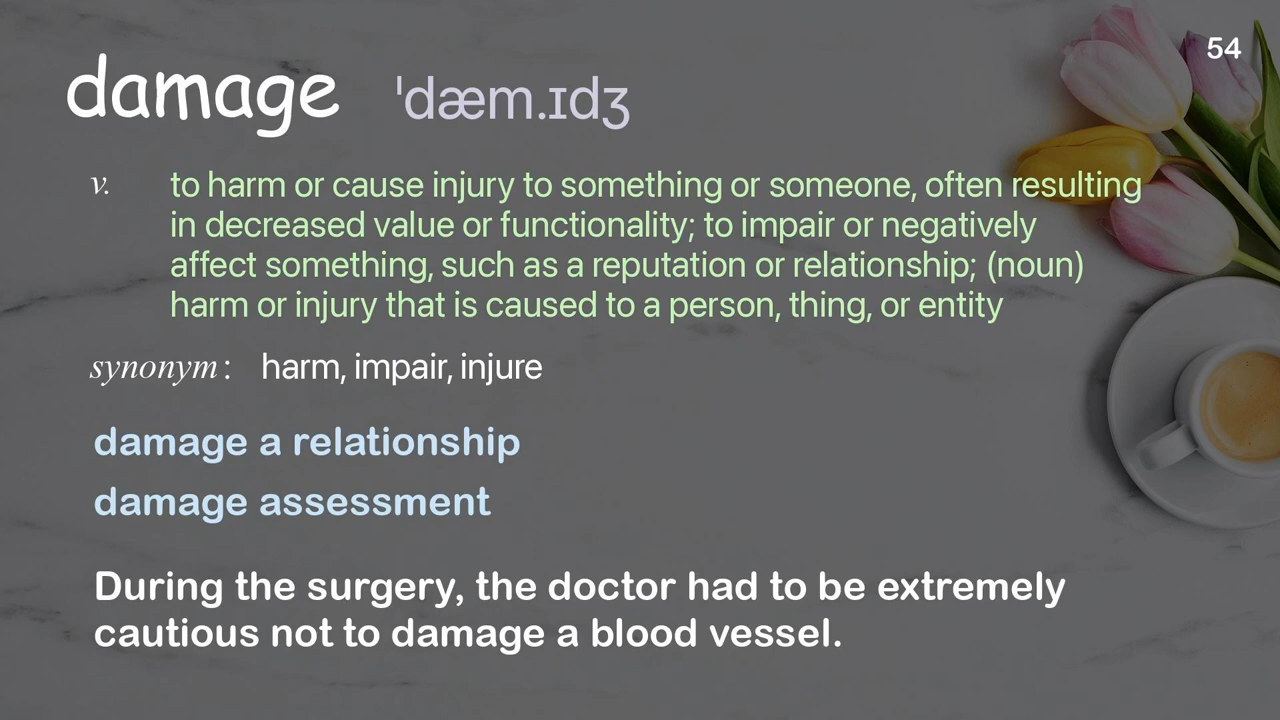 54
damage ˈdæm.ɪdʒ
v. to harm or cause injury to something or someone, often resulting
in decreased value or functionality; to impair or negatively
affect something, such as a reputation or relationship; (noun)
harm or injury that is caused to a person, thing, or entity
synonym: harm, impair, injure
damage a relationship
damage assessment
During the surgery, the doctor had to be extremely
cautious not to damage a blood vessel.